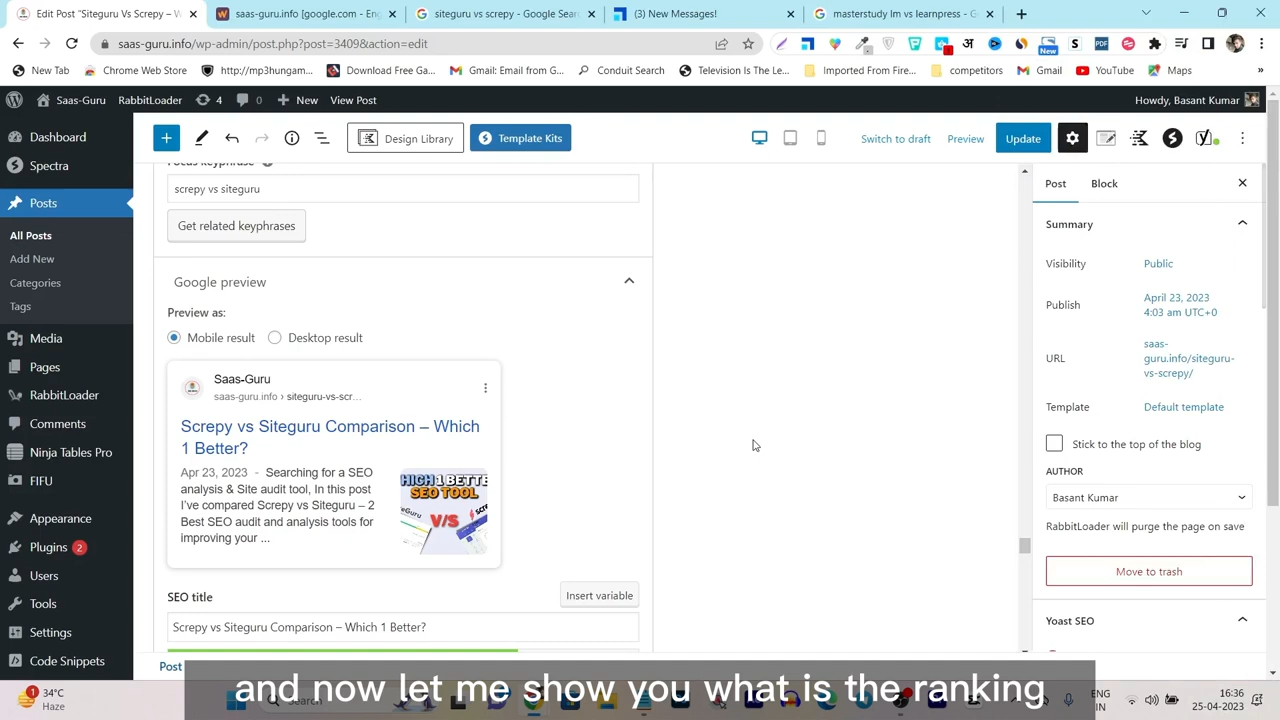 Edit Post "Siteguru vs Screpy" – W
saas-guru.info [google.com - En
siteguru vs screpy - Google Sear
(3) New Messages!
masterstudy lm vs learnpress - G
saas-guru.info/wp-admin/post.php?post=
&action=edit
New Tab
Chrome Web Store
http://mp3hungam...
Download Free Ga...
Gmail: Email from G...
Conduit Search
Television Is The Le...
Imported From Fire...
competitors
Gmail
YouTube
Maps
»
Saas-Guru
RabbitLoader
4
0
New
View Post
Howdy, Basant Kumar
Dashboard
Spectra
Posts
All Posts
Add New
Categories
Tags
Media
Pages
RabbitLoader
Comments
Ninja Tables Pro
FIFU
Appearance
Plugins 2
Users
Tools
Settings
Code Snippets
Design Library
Template Kits
Switch to draft
Preview
Update
Focus keyphrase
screpy vs siteguru
Get related keyphrases
Google preview
Preview as:
Mobile result
Desktop result
Saas-Guru
saas-guru.info › siteguru-vs-scr...
Screpy vs Siteguru Comparison – Which
1 Better?
Apr 23, 2023 - Searching for a SEO
analysis & Site audit tool, In this post
I've compared Screpy vs Siteguru – 2
Best SEO audit and analysis tools for
improving your ...
WHICH 1 BETTER
SEO TOOL
V/S
SEO title
Insert variable
Screpy vs Siteguru Comparison – Which 1 Better?
Post
Post
Block
Summary
Visibility
Public
Publish
April 23, 2023
4:03 am UTC+0
URL
saas-
guru.info/siteguru-
vs-screpy/
Template
Default template
Stick to the top of the blog
AUTHOR
Basant Kumar
RabbitLoader will purge the page on save
Move to trash
Yoast SEO
and now let me show you what is the ranking
34°C
Haze
Search
ENG
IN
16:36
25-04-2023